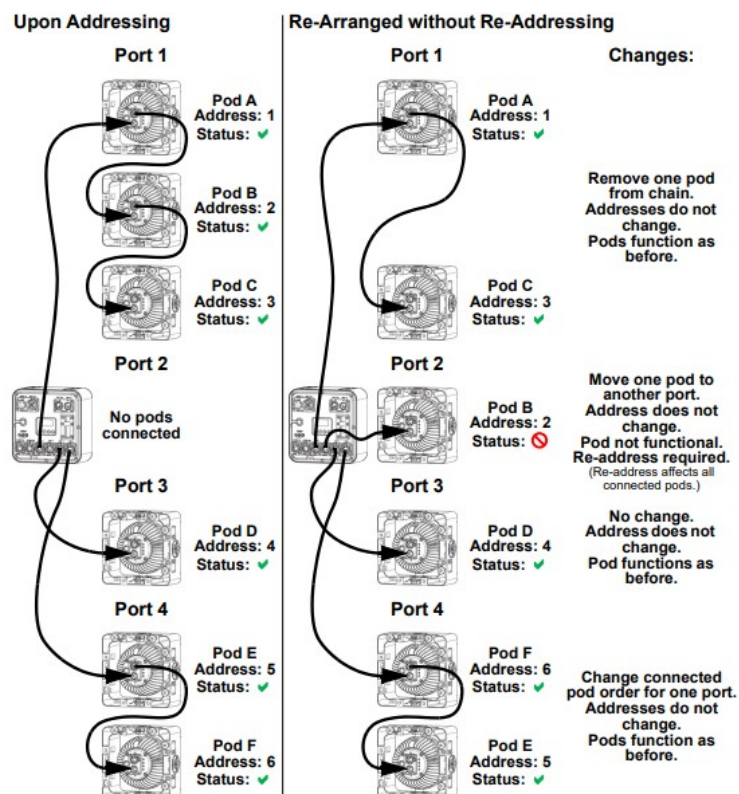 Upon Addressing
Port 1
Pod A
Address: 1
Status:
Pod B
Address: 2
Status:
Pod C
Address: 3
Status:
Port 2
No pods
connected
Port 3
Pod D
Address: 4
Status:
Port 4
Pod E
Address: 5
Status:
Pod F
Address: 6
Status:
Re-Arranged without Re-Addressing
Port 1
Changes:
Pod A
Address: 1
Status:
Remove one pod
from chain.
Addresses do not
change.
Pods function as
before.
Pod C
Address: 3
Status:
Port 2
Pod B
Address: 2
Status:
Move one pod to
another port.
Address does not
change.
Pod not functional.
Re-address required.
(Re-address affects all
connected pods.)
Port 3
Pod D
Address: 4
Status:
No change.
Address does not
change.
Pod functions as
before.
Port 4
Pod F
Address: 6
Status:
Pod E
Address: 5
Status:
Change connected
pod order for one port.
Addresses do not
change.
Pods function as
before.